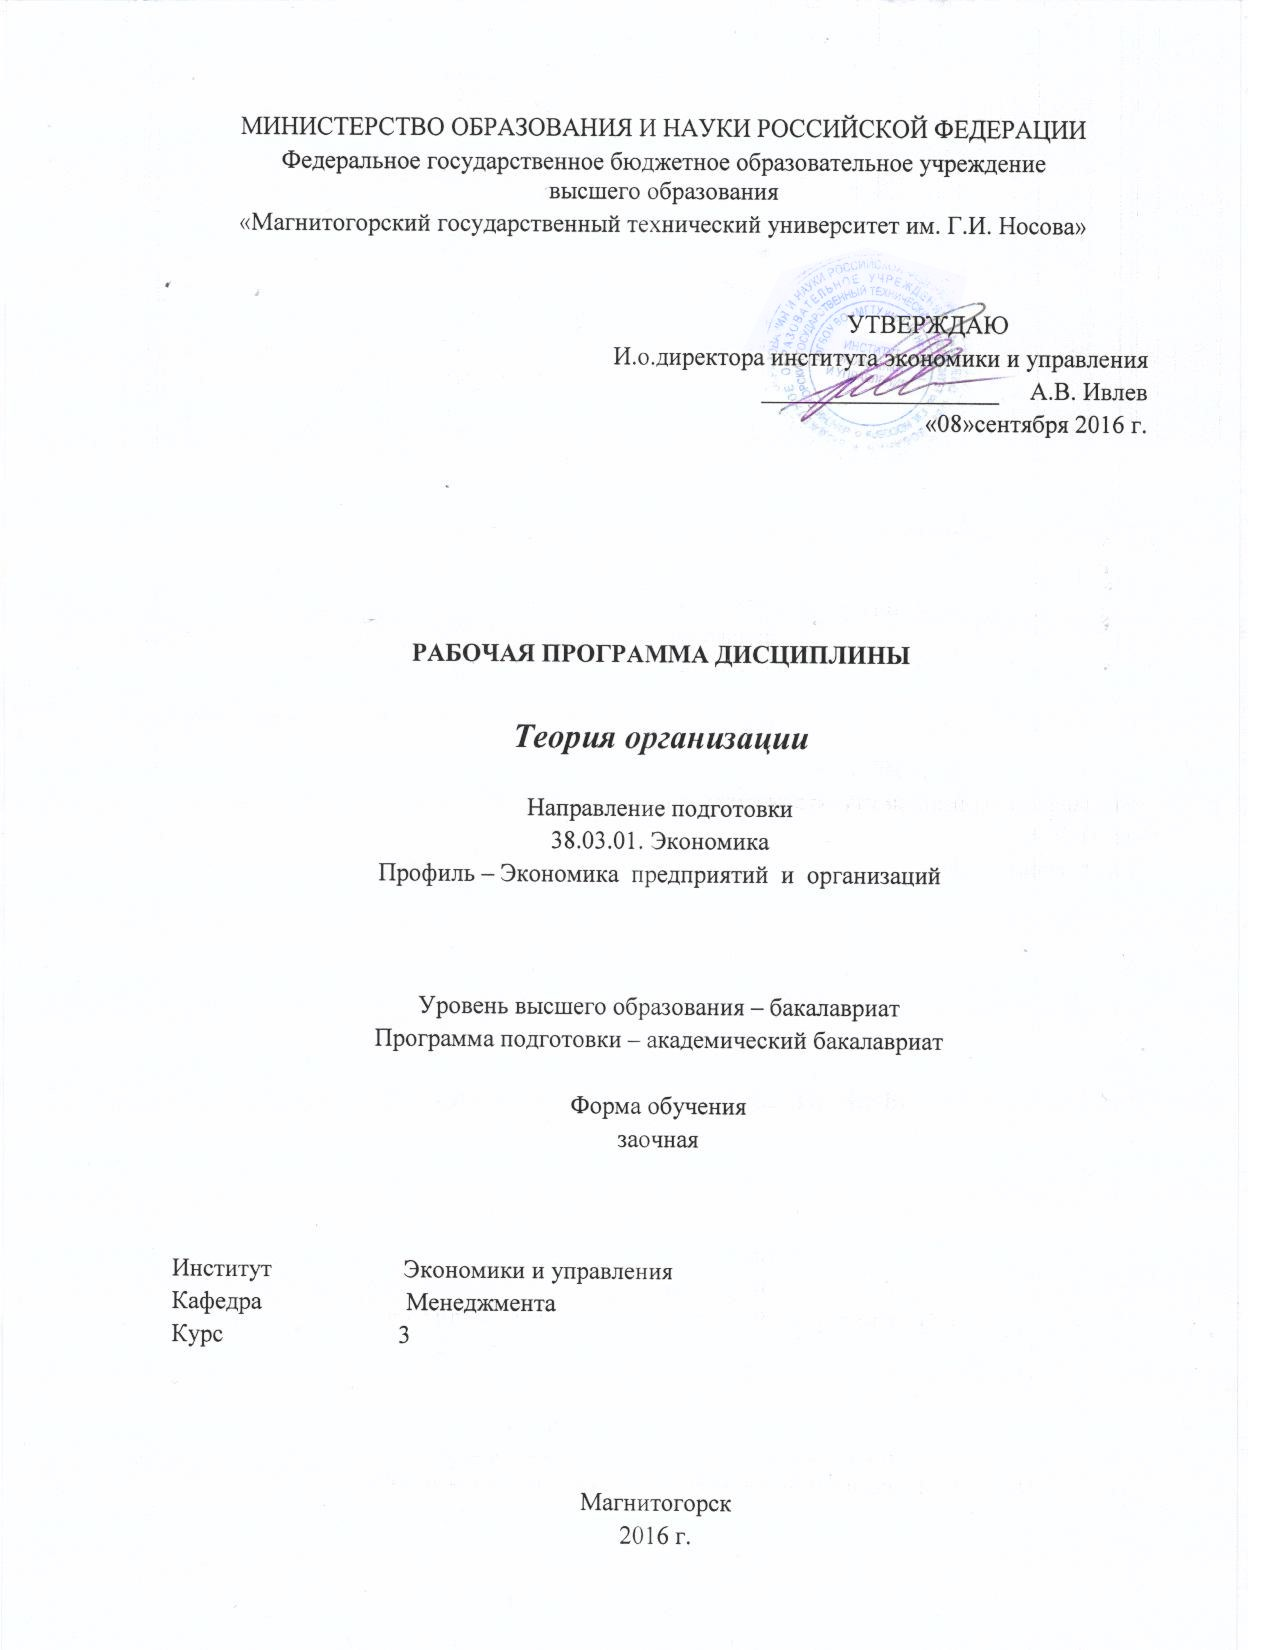 МИНИСТЕРСТВО ОБРАЗОВАНИЯ И НАУКИ РОССИЙСКОЙ ФЕДЕРАЦИИ
Федеральное государственное бюджетное образовательное учреждение
высшего образования
«Магнитогорский государственный технический университет им. Г.И. Носова»
УТВЕРЖДАЮ
И.о.директора института экономики и управления
А.В. Ивлев
«08»сентября 2016 г.
РАБОЧАЯ ПРОГРАММА ДИСЦИПЛИНЫ
Теория организации
Направление подготовки
38.03.01. Экономика
Профиль – Экономика предприятий и организаций
Уровень высшего образования – бакалавриат
Программа подготовки – академический бакалавриат
Форма обучения
заочная
Институт Экономики и управления
Кафедра Менеджмента
Курс 3
Магнитогорск
2016 г.